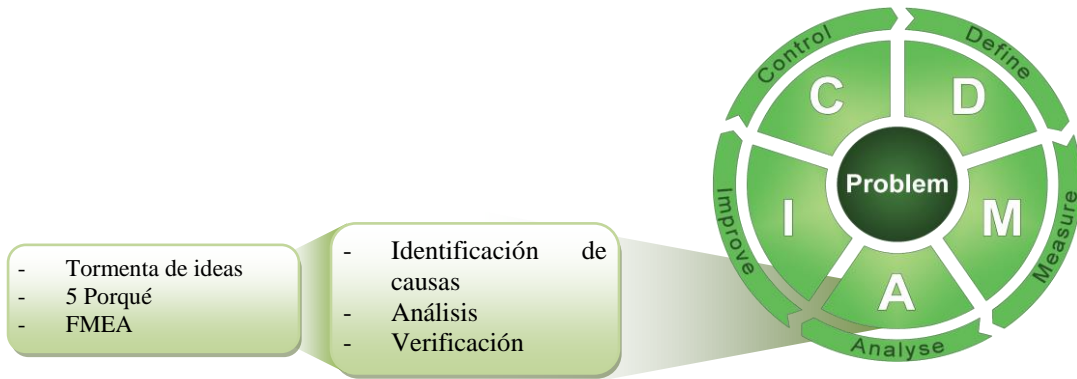 Control
Define
C
D
Problem
Improve
I
M
Measure
A
Analyse
- Tormenta de ideas
- 5 Porqué
- FMEA
- Identificación de
causas
- Análisis
- Verificación